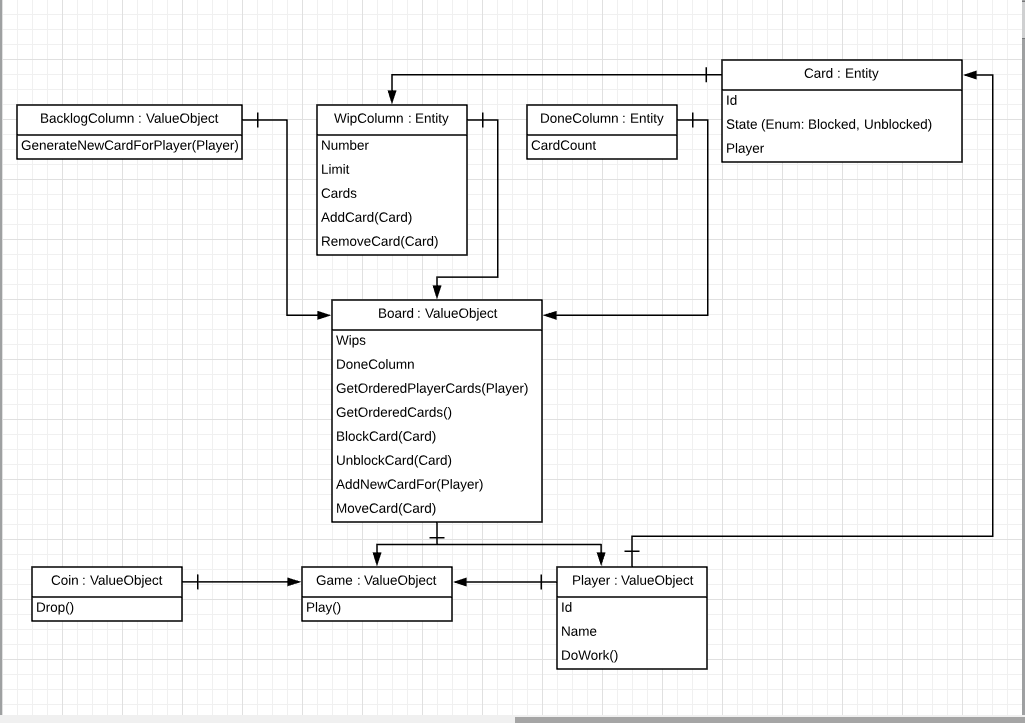 Card : Entity
Id
State (Enum: Blocked, Unblocked)
Player
BacklogColumn : ValueObject
GenerateNewCardForPlayer(Player)
WipColumn : Entity
Number
Limit
Cards
AddCard(Card)
RemoveCard(Card)
DoneColumn : Entity
CardCount
Board : ValueObject
Wips
DoneColumn
GetOrderedPlayerCards(Player)
GetOrderedCards()
BlockCard(Card)
UnblockCard(Card)
AddNewCardFor(Player)
MoveCard(Card)
Coin : ValueObject
Drop()
Game : ValueObject
Play()
Player : ValueObject
Id
Name
DoWork()